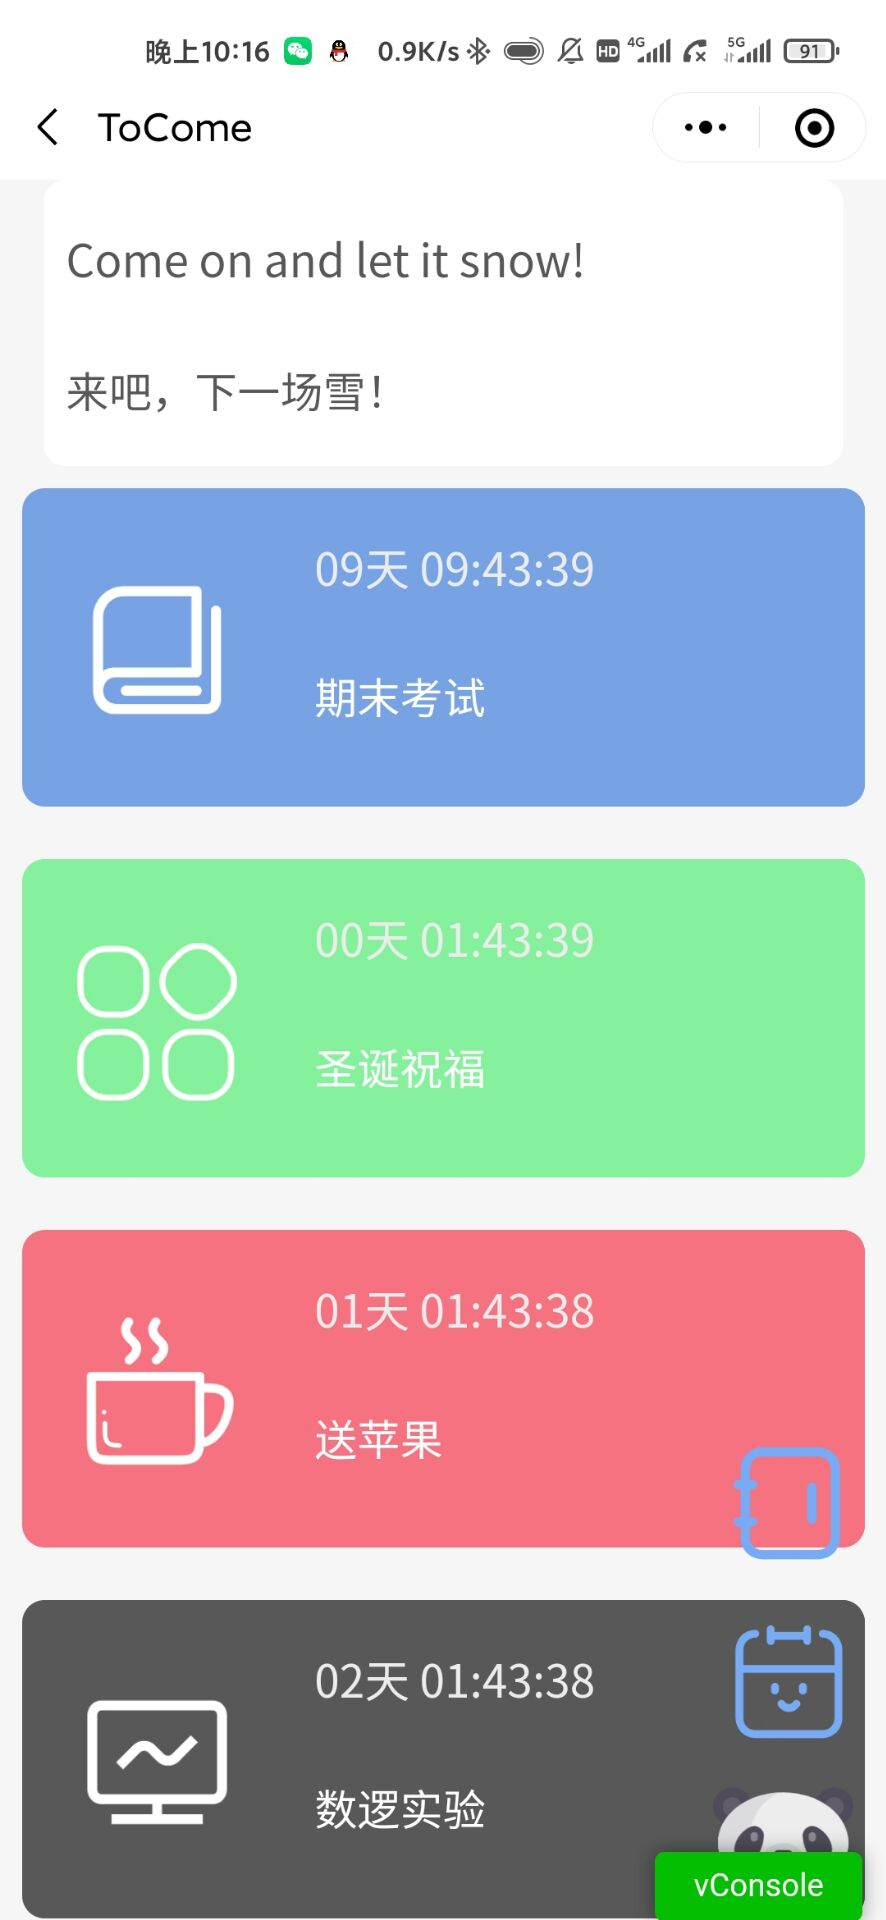 晚上10:16
0.9K/s
HD
4G
5G
91
ToCome
Come on and let it snow!
来吧，下一场雪！
09天 09:43:39
期末考试
00天 01:43:39
圣诞祝福
01天 01:43:38
送苹果
02天 01:43:38
数逻实验
vConsole